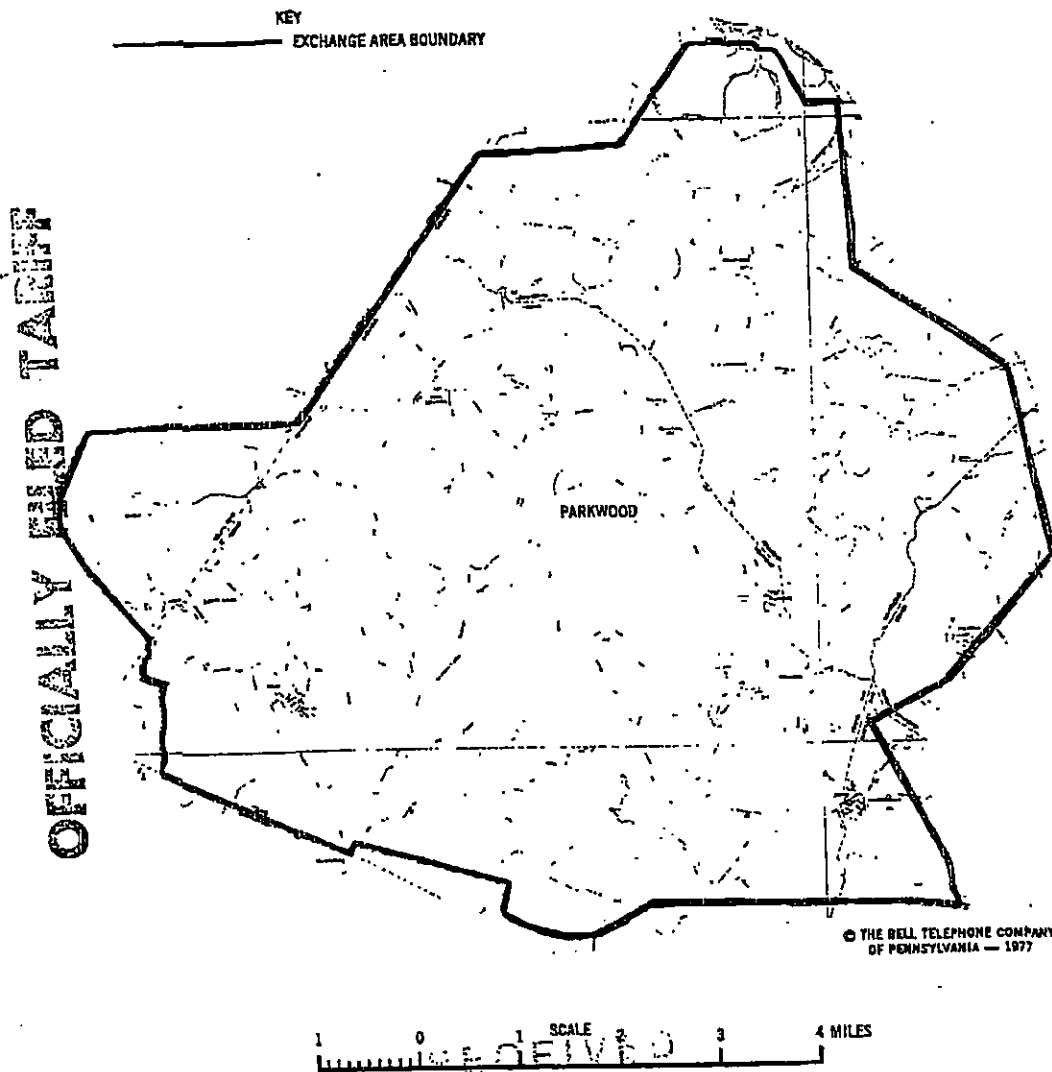 KEY
EXCHANGE AREA BOUNDARY
OFFICIALLY FILED TARIFF
PARKWOOD
© THE BELL TELEPHONE COMPANY
OF PENNSYLVANIA — 1977
SCALE
1 0 1 2 3 4 MILES
RECEIVED